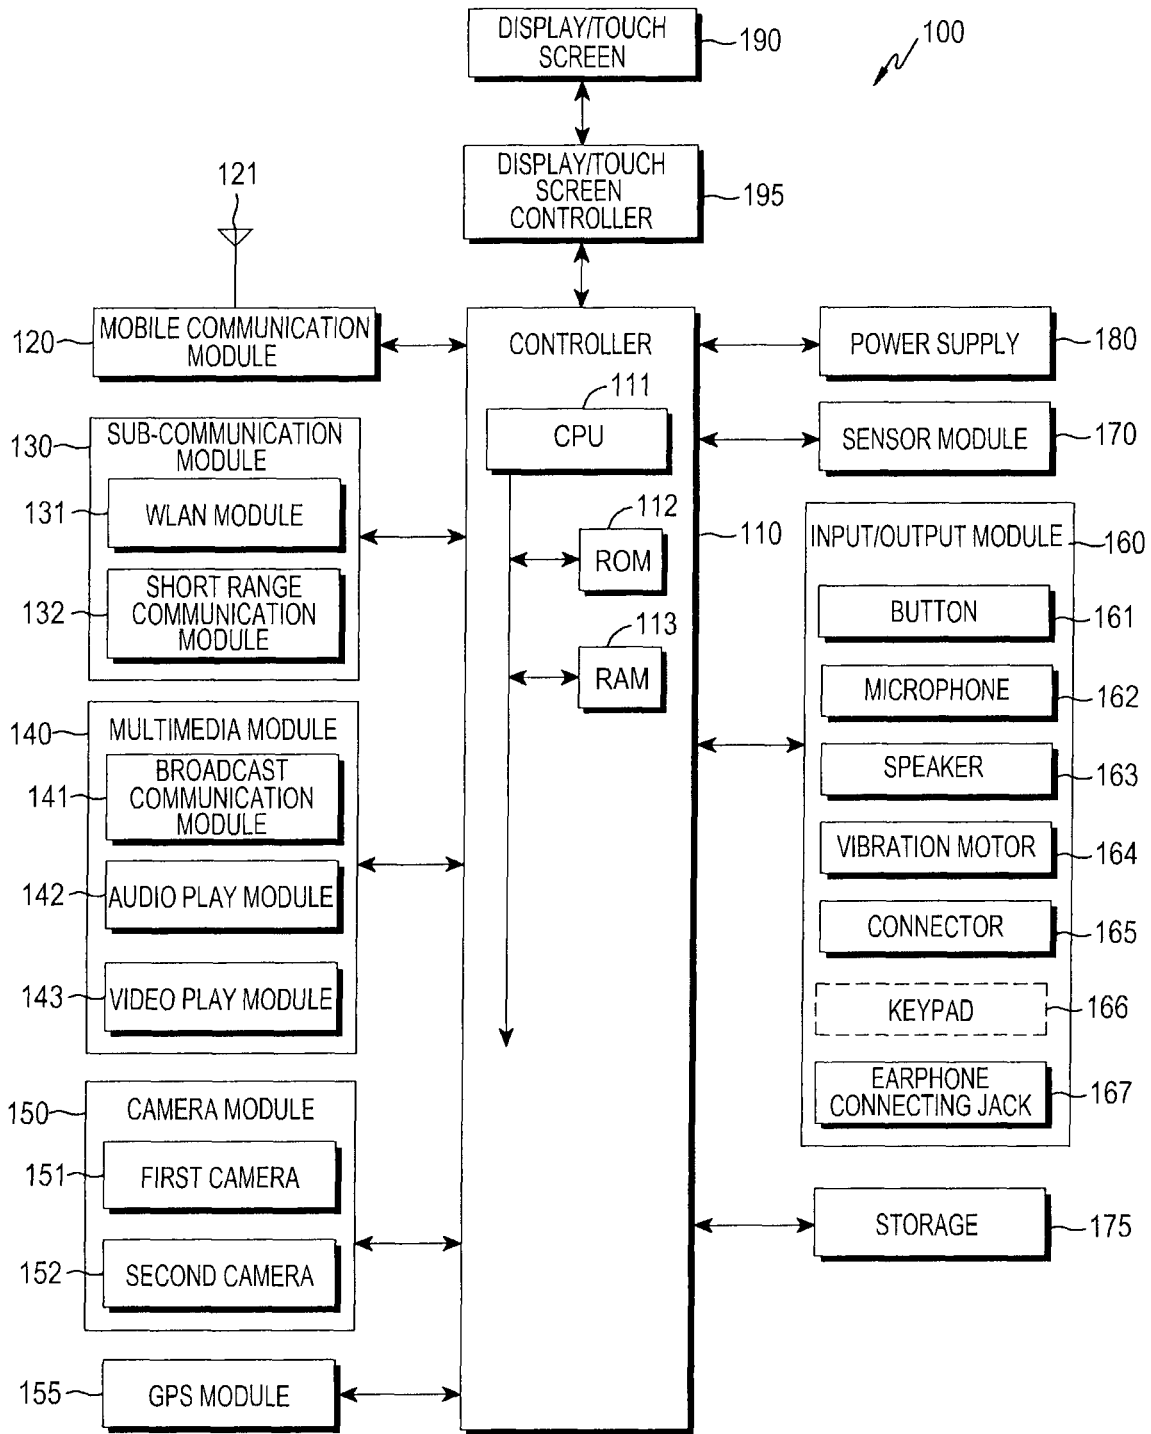 DISPLAY/TOUCH
SCREEN
190
100
DISPLAY/TOUCH
SCREEN
CONTROLLER
195
121
120
MOBILE COMMUNICATION
MODULE
CONTROLLER
POWER SUPPLY
180
111
CPU
130
SUB-COMMUNICATION
MODULE
131
WLAN MODULE
132
SHORT RANGE
COMMUNICATION
MODULE
112
ROM
113
RAM
110
SENSOR MODULE
170
INPUT/OUTPUT MODULE
160
BUTTON
161
MICROPHONE
162
SPEAKER
163
VIBRATION MOTOR
164
CONNECTOR
165
KEYPAD
166
EARPHONE
CONNECTING JACK
167
140
MULTIMEDIA MODULE
141
BROADCAST
COMMUNICATION
MODULE
142
AUDIO PLAY MODULE
143
VIDEO PLAY MODULE
150
CAMERA MODULE
151
FIRST CAMERA
152
SECOND CAMERA
STORAGE
175
155
GPS MODULE